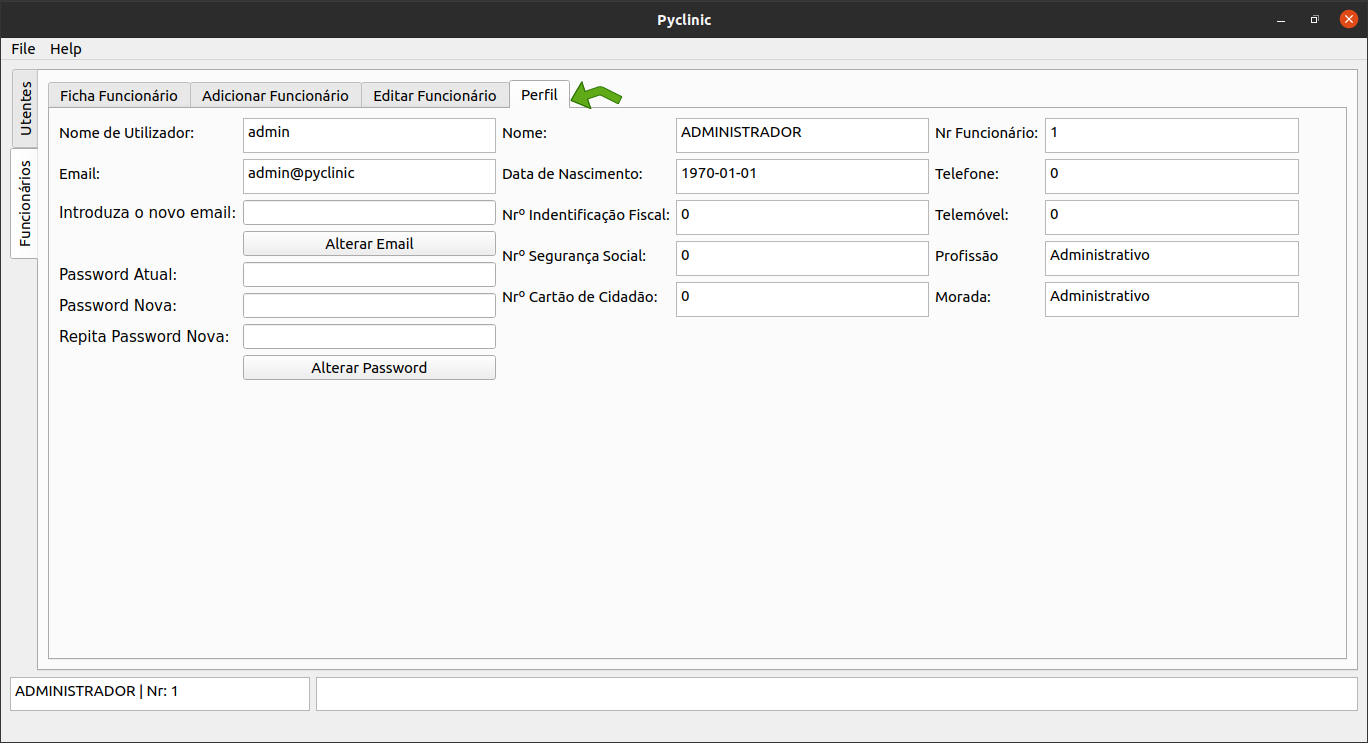 Pyclinic
File Help
Utentes
Funcionários
Ficha Funcionário Adicionar Funcionário Editar Funcionário Perfil
Nome de Utilizador: admin Nome: ADMINISTRADOR Nr Funcionário: 1
Email: admin@pyclinic Data de Nascimento: 1970-01-01 Telefone: 0
Introduza o novo email: Nrº Indentificação Fiscal: 0 Telemóvel: 0
Alterar Email Nrº Segurança Social: 0 Profissão Administrativo
Password Atual:
Nrº Cartão de Cidadão: 0 Morada: Administrativo
Password Nova:
Repita Password Nova:
Alterar Password
ADMINISTRADOR | Nr: 1